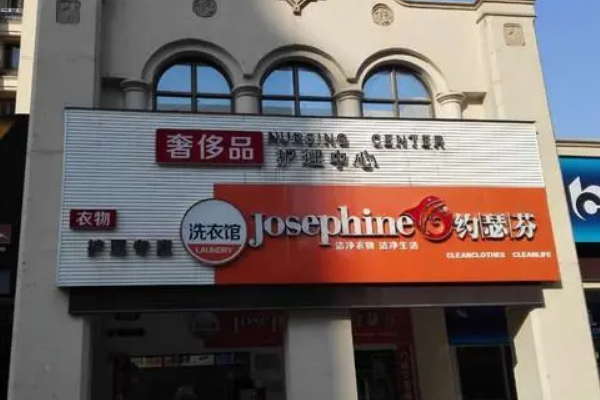 奢侈品 NURSING CENTER
护理中心
衣物
护理专家
洗衣馆
LAUNDRY
Josephine 约瑟芬
洁净衣物 洁净生活
CLEANCLOTHES CLEANLIFE